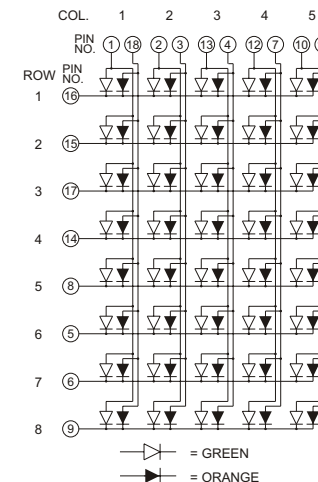 COL. 1 2 3 4 5
PIN NO. 1 18 2 3 13 4 12 7 10
ROW PIN NO.
1 16
2 15
3 17
4 14
5 8
6 5
7 6
8 9
= GREEN
= ORANGE